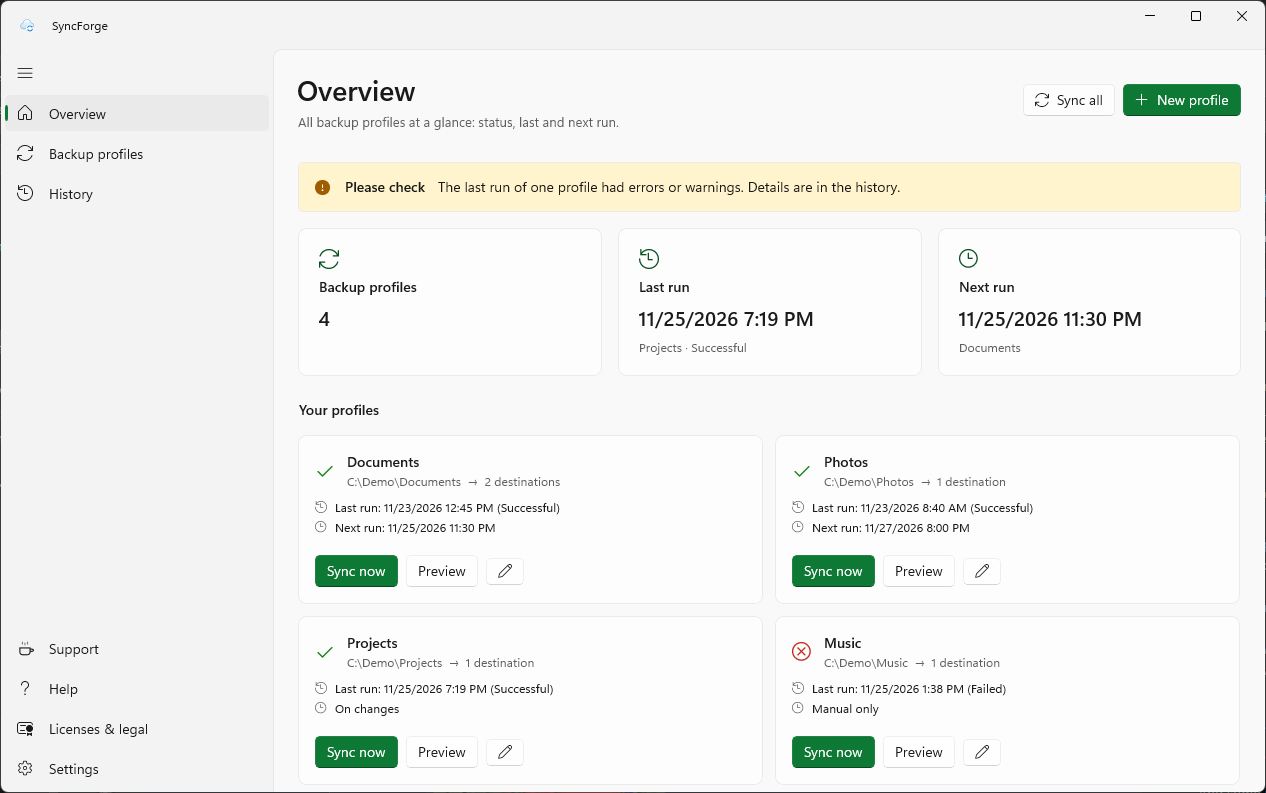 SyncForge
Overview
Backup profiles
History
Support
Help
Licenses & legal
Settings
Overview
All backup profiles at a glance: status, last and next run.
Sync all
New profile
Please check The last run of one profile had errors or warnings. Details are in the history.
Backup profiles
4
Last run
11/25/2026 7:19 PM
Projects · Successful
Next run
11/25/2026 11:30 PM
Documents
Your profiles
Documents
C:\Demo\Documents → 2 destinations
Last run: 11/23/2026 12:45 PM (Successful)
Next run: 11/25/2026 11:30 PM
Sync now
Preview
Photos
C:\Demo\Photos → 1 destination
Last run: 11/23/2026 8:40 AM (Successful)
Next run: 11/27/2026 8:00 PM
Sync now
Preview
Projects
C:\Demo\Projects → 1 destination
Last run: 11/25/2026 7:19 PM (Successful)
On changes
Sync now
Preview
Music
C:\Demo\Music → 1 destination
Last run: 11/25/2026 1:38 PM (Failed)
Manual only
Sync now
Preview